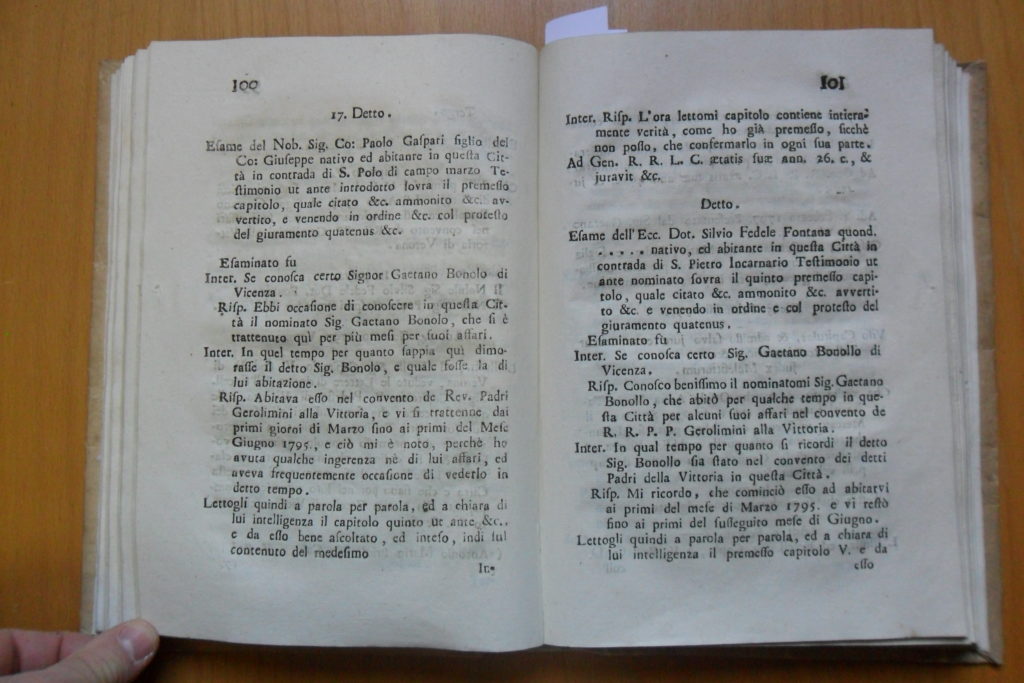 100
17. Detto.
Esame del Nob. Sig. Co: Paolo Gaspari figlio del
Co: Giuseppe nativo ed abitante in questa Cit-
tà in contrada di S. Polo di campo marzo Te-
stimonio ut ante introdotto sovra il premesso
capitolo, quale citato &c. ammonito &c. av-
vertito, e venendo in ordine &c. col protesto
del giuramento quatenus &c.
Esaminato fu
Inter. Se conosca certo Signor Gaetano Bonolo di
Vicenza.
Risp. Ebbi occasione di conoscere in questa Cit-
tà il nominato Sig. Gaetano Bonolo, che si è
trattenuto quì per più mesi per suoi affari.
Inter. In quel tempo per quanto sappia quì dimo-
rasse il detto Sig. Bonolo, e quale fosse la di
lui abitazione.
Risp. Abitava esso nel convento de Rev. Padri
Gerolimini alla Vittoria, e vi si trattenne dai
primi giorni di Marzo sino ai primi del Mese
Giugno 1795., e ciò mi è noto, perchè ho
avuta qualche ingerenza nè di lui affari, ed
aveva frequentemente occasione di vederlo in
detto tempo.
Lettogli quindi a parola per parola, ed a chiara di
lui intelligenza il capitolo quinto ut ante &c.,
e da esso bene ascoltato, ed inteso, indi sul
contenuto del medesimo
In-
101
Inter. Risp. L'ora lettomi capitolo contiene intiera-
mente verità, come ho già premesso, sicchè
non posso, che confermarlo in ogni sua parte.
Ad Gen. R. R. L. C. ætatis suæ ann. 26. c., &
juravit &c.
Detto.
Esame dell'Ecc. Dot. Silvio Fedele Fontana quond.
. . . . . nativo, ed abitante in questa Città in
contrada di S. Pietro Incarnario Testimonio ut
ante nominato sovra il quinto premesso capi-
tolo, quale citato &c. ammonito &c. avverti-
to &c. e venendo in ordine e col protesto del
giuramento quatenus.
Esaminato fu
Inter. Se conosca certo Sig. Gaetano Bonollo di
Vicenza.
Risp. Conosco benissimo il nominatomi Sig. Gaetano
Bonollo, che abitò per qualche tempo in que-
sta Città per alcuni suoi affari nel convento de
R. R. P. P. Gerolimini alla Vittoria.
Inter. In qual tempo per quanto si ricordi il detto
Sig. Bonollo sia stato nel convento dei detti
Padri della Vittoria in questa Città.
Risp. Mi ricordo, che cominciò esso ad abitarvi
ai primi del mese di Marzo 1795. e vi restò
sino ai primi del susseguito mese di Giugno.
Lettogli quindi a parola per parola, ed a chiara di
lui intelligenza il premesso capitolo V. e da
esso